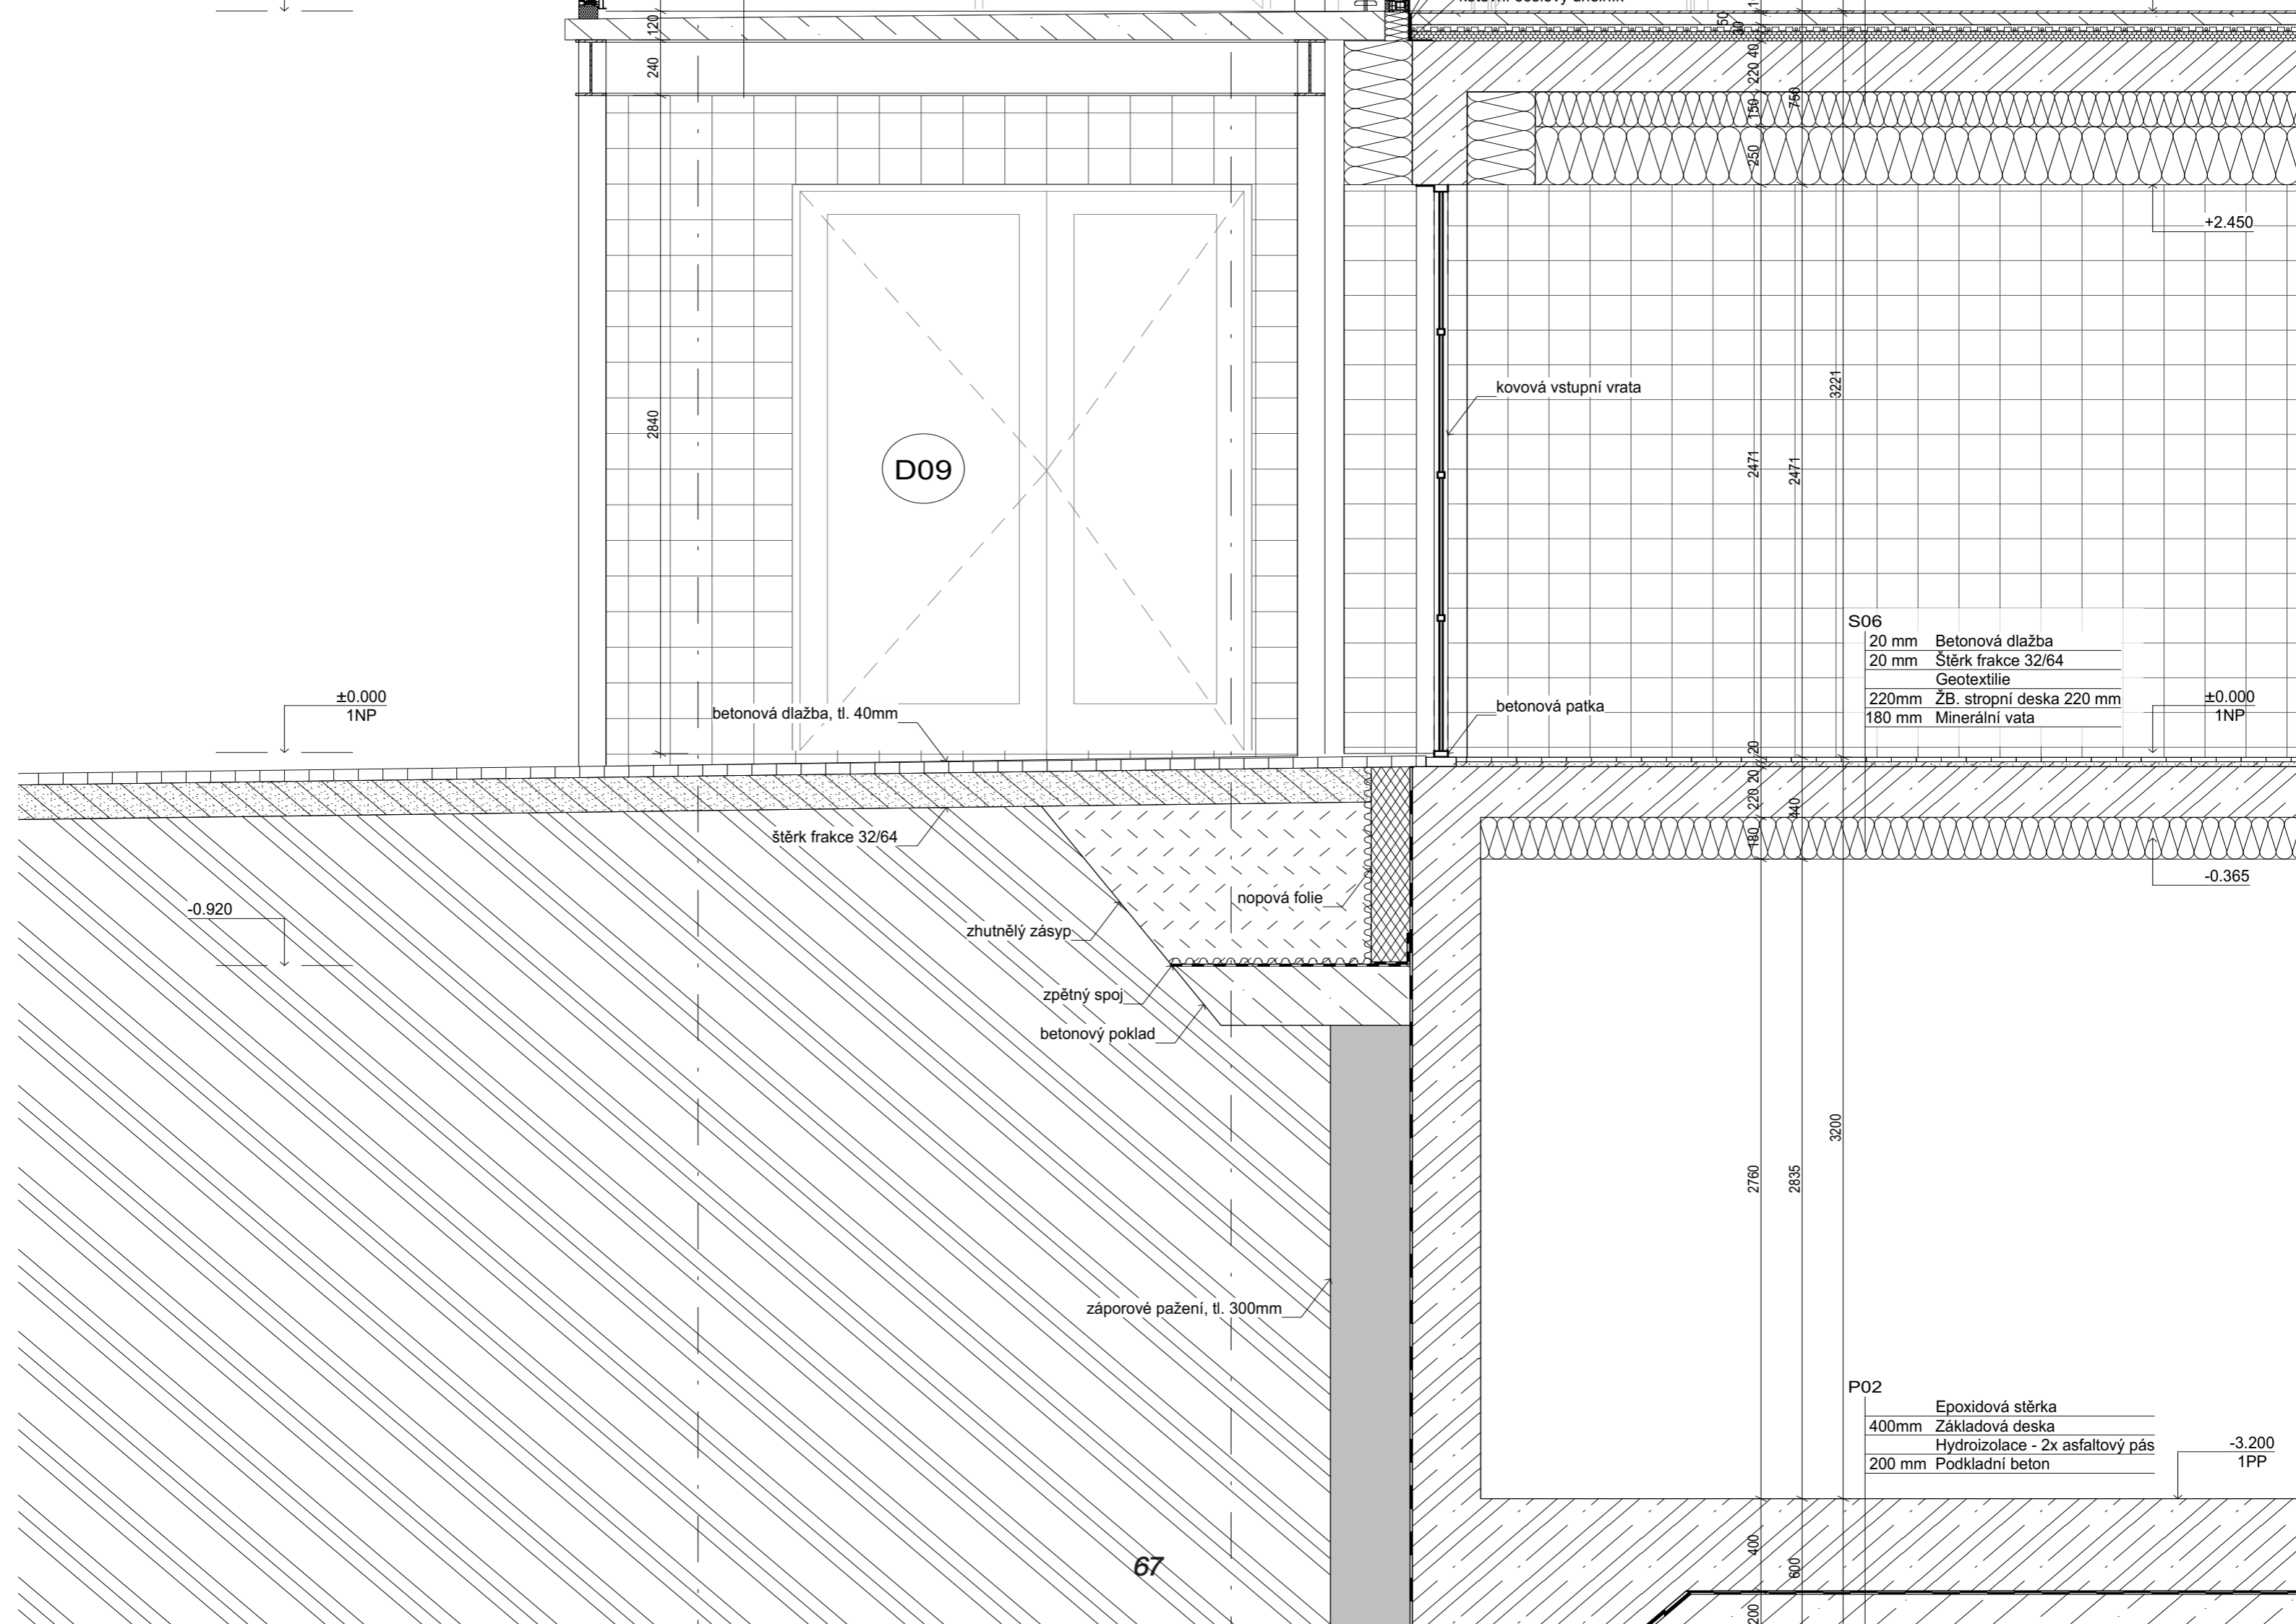 120
240
40
220
150
750
250
+2.450
kovová vstupní vrata
3221
2840
D09
2471
2471
S06
20 mm Betonová dlažba
20 mm Štěrk frakce 32/64
Geotextilie
220mm ŽB. stropní deska 220 mm
180 mm Minerální vata
±0.000
1NP
betonová dlažba, tl. 40mm
betonová patka
±0.000
1NP
20
20
220
440
180
štěrk frakce 32/64
-0.365
nopová folie
-0.920
zhutnělý zásyp
zpětný spoj
betonový poklad
3200
2760
2835
záporové pažení, tl. 300mm
P02
Epoxidová stěrka
400mm Základová deska
Hydroizolace - 2x asfaltový pás
200 mm Podkladní beton
-3.200
1PP
400
600
67
200